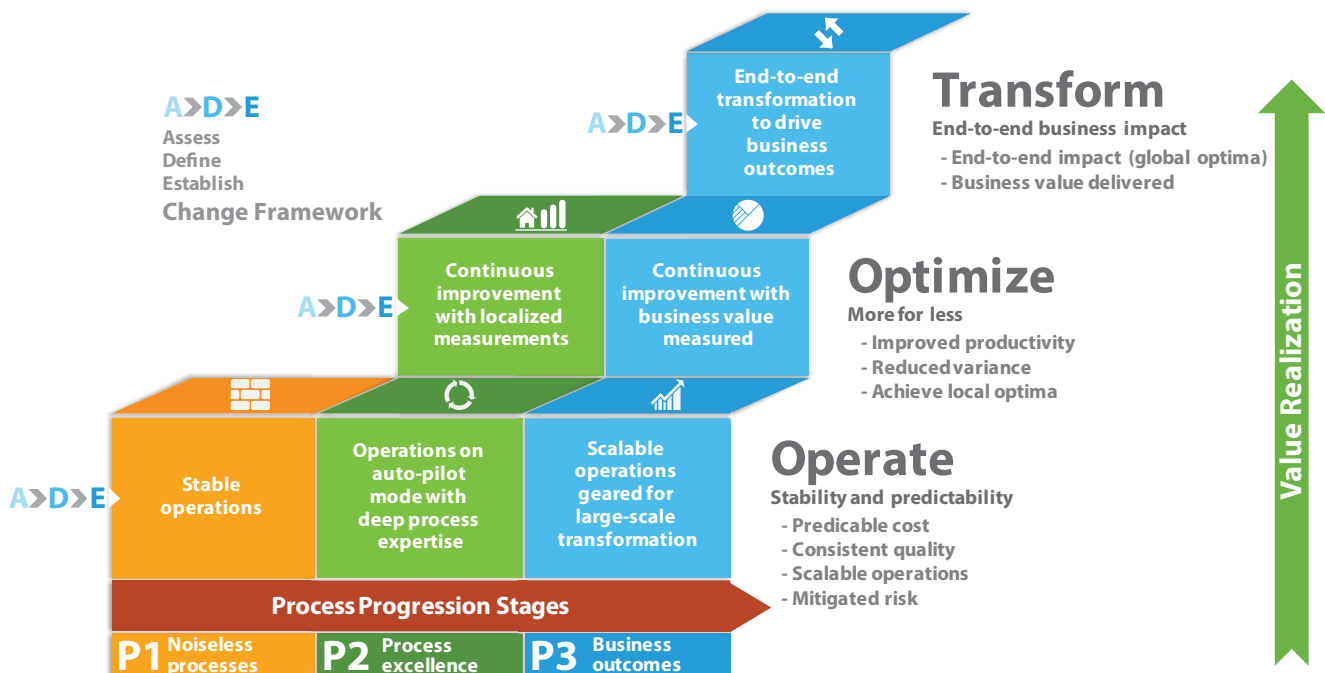 A>D>E
Assess
Define
Establish
Change Framework
A>D>E
End-to-end
transformation
to drive
business
outcomes
Transform
End-to-end business impact
- End-to-end impact (global optima)
- Business value delivered
A>D>E
Continuous
improvement
with localized
measurements
Continuous
improvement with
business value
measured
Optimize
More for less
- Improved productivity
- Reduced variance
- Achieve local optima
A>D>E
Stable
operations
Operations on
auto-pilot
mode with
deep process
expertise
Scalable
operations
geared for
large-scale
transformation
Operate
Stability and predictability
- Predicable cost
- Consistent quality
- Scalable operations
- Mitigated risk
Value Realization
Process Progression Stages
P1 Noiseless
processes
P2 Process
excellence
P3 Business
outcomes